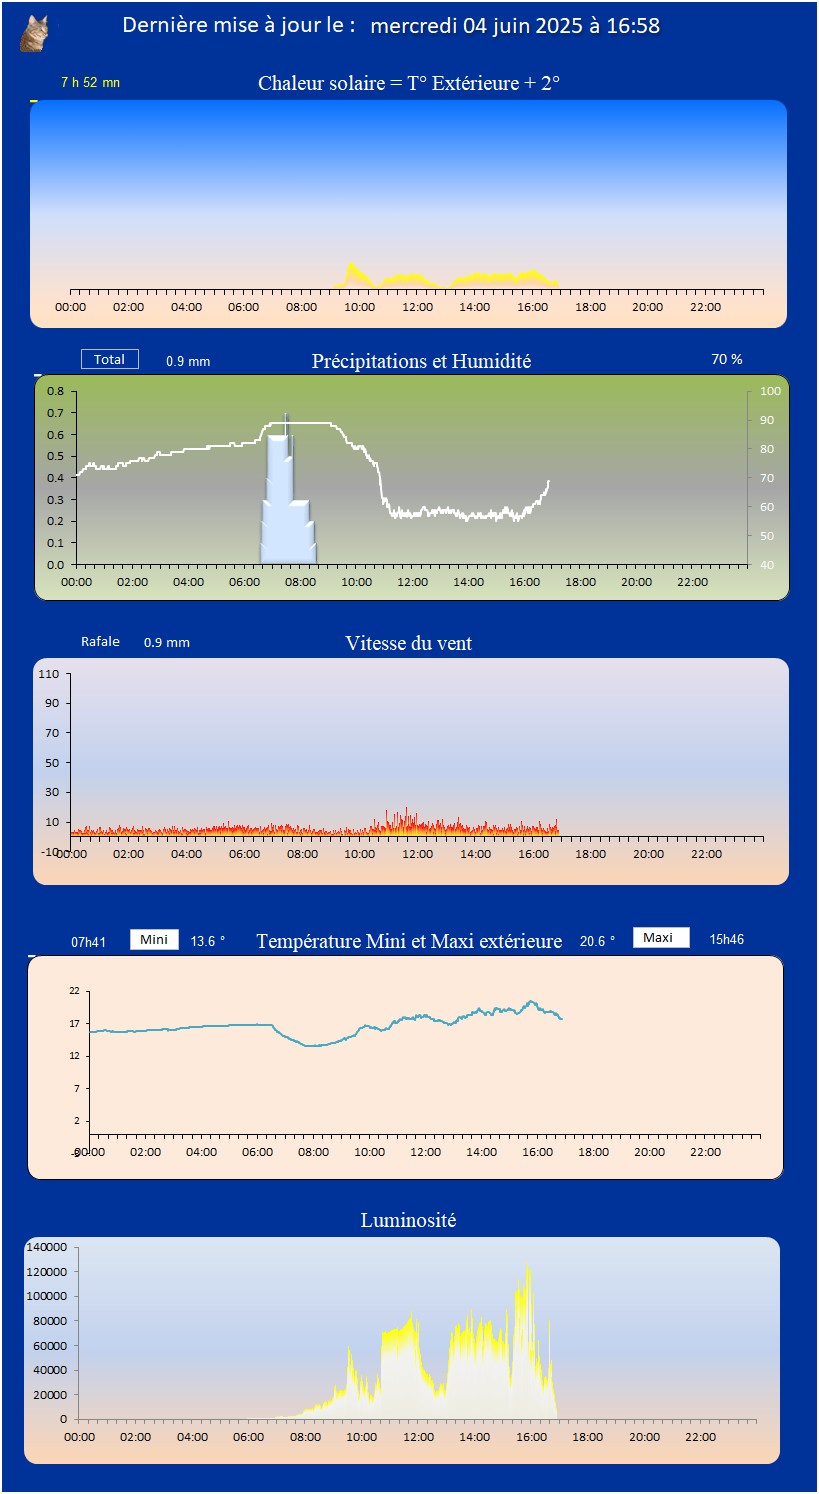 Dernière mise à jour le : mercredi 04 juin 2025 à 16:58
7 h 52 mn Chaleur solaire = T° Extérieure + 2°
00:00 02:00 04:00 06:00 08:00 10:00 12:00 14:00 16:00 18:00 20:00 22:00
Total 0.9 mm Précipitations et Humidité 70 %
0.8 100
0.7 90
0.6 80
0.5
0.4 70
0.3 60
0.2
0.1 50
0.0 40
00:00 02:00 04:00 06:00 08:00 10:00 12:00 14:00 16:00 18:00 20:00 22:00
Rafale 0.9 mm Vitesse du vent
110
90
70
50
30
10
-10 00:00 02:00 04:00 06:00 08:00 10:00 12:00 14:00 16:00 18:00 20:00 22:00
07h41 Mini 13.6 ° Température Mini et Maxi extérieure 20.6 ° Maxi 15h46
22
17
12
7
2
00:00 02:00 04:00 06:00 08:00 10:00 12:00 14:00 16:00 18:00 20:00 22:00
Luminosité
140000
120000
100000
80000
60000
40000
20000
0
00:00 02:00 04:00 06:00 08:00 10:00 12:00 14:00 16:00 18:00 20:00 22:00